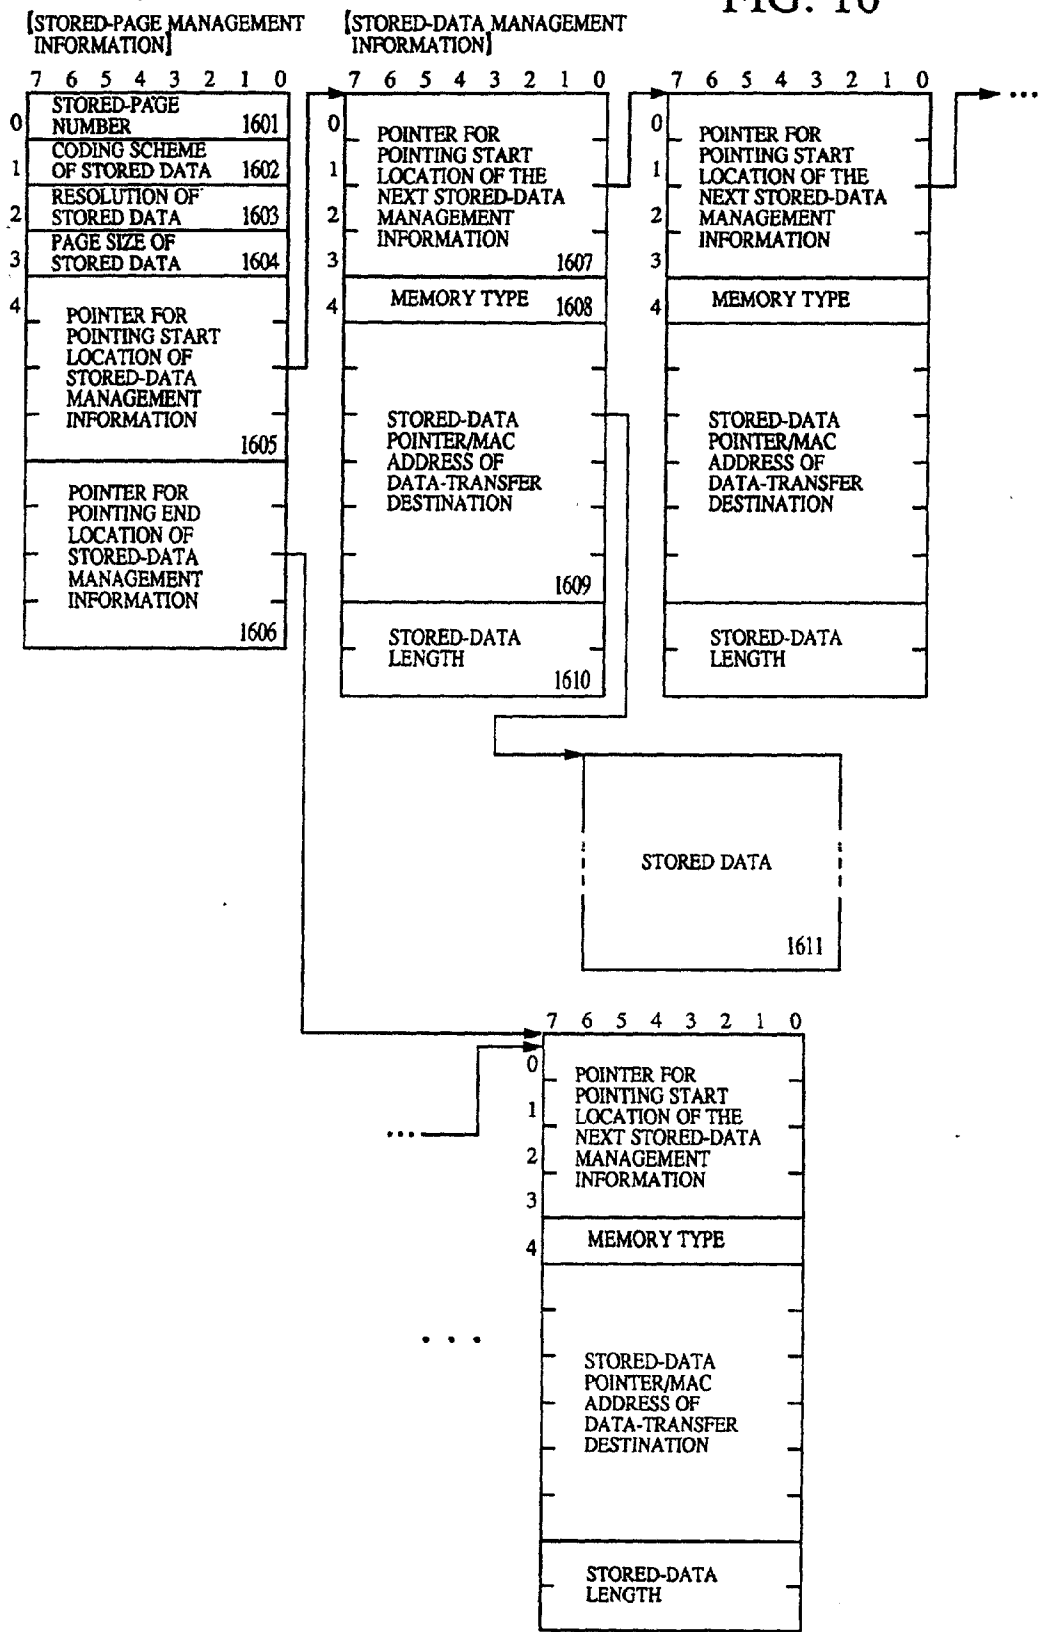 FIG. 16
[STORED-PAGE MANAGEMENT
INFORMATION]
7 6 5 4 3 2 1 0
0
STORED-PAGE
NUMBER 1601
1
CODING SCHEME
OF STORED DATA 1602
2
RESOLUTION OF
STORED DATA 1603
3
PAGE SIZE OF
STORED DATA 1604
4
POINTER FOR
POINTING START
LOCATION OF
STORED-DATA
MANAGEMENT
INFORMATION
1605
POINTER FOR
POINTING END
LOCATION OF
STORED-DATA
MANAGEMENT
INFORMATION
1606
[STORED-DATA MANAGEMENT
INFORMATION]
7 6 5 4 3 2 1 0
0
1
2
3
POINTER FOR
POINTING START
LOCATION OF THE
NEXT STORED-DATA
MANAGEMENT
INFORMATION
1607
4
MEMORY TYPE 1608
STORED-DATA
POINTER/MAC
ADDRESS OF
DATA-TRANSFER
DESTINATION
1609
STORED-DATA
LENGTH
1610
7 6 5 4 3 2 1 0
0
1
2
3
POINTER FOR
POINTING START
LOCATION OF THE
NEXT STORED-DATA
MANAGEMENT
INFORMATION
4
MEMORY TYPE
STORED-DATA
POINTER/MAC
ADDRESS OF
DATA-TRANSFER
DESTINATION
STORED-DATA
LENGTH
...
STORED DATA
1611
7 6 5 4 3 2 1 0
...
0
1
2
3
POINTER FOR
POINTING START
LOCATION OF THE
NEXT STORED-DATA
MANAGEMENT
INFORMATION
4
MEMORY TYPE
...
STORED-DATA
POINTER/MAC
ADDRESS OF
DATA-TRANSFER
DESTINATION
STORED-DATA
LENGTH